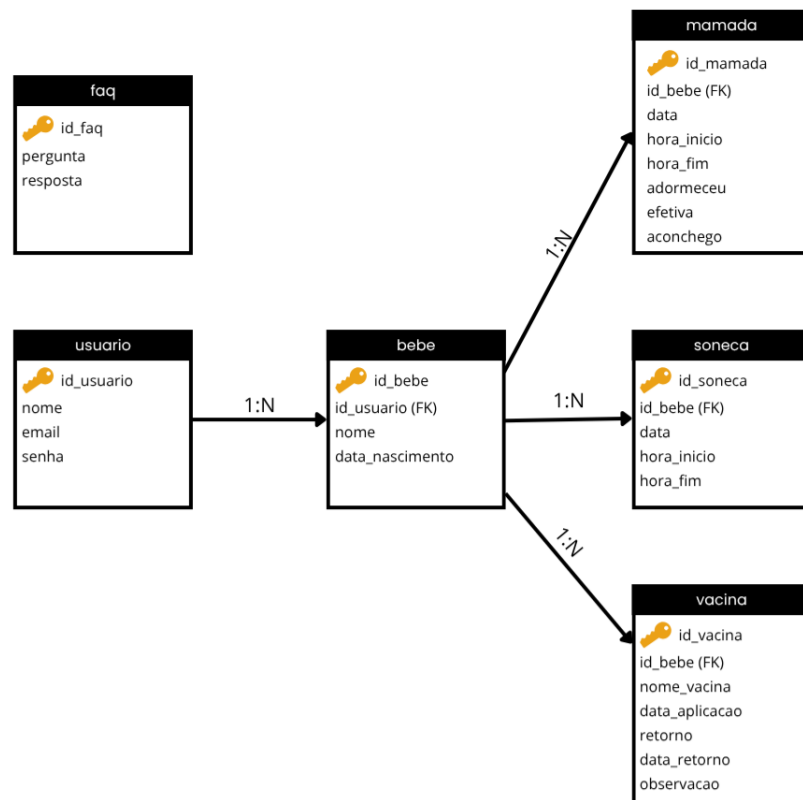 faq
id_faq
pergunta
resposta
usuario
id_usuario
nome
email
senha
1:N
bebe
id_bebe
id_usuario (FK)
nome
data_nascimento
1:N
mamada
id_mamada
id_bebe (FK)
data
hora_inicio
hora_fim
adormeceu
efetiva
aconchego
1:N
soneca
id_soneca
id_bebe (FK)
data
hora_inicio
hora_fim
1:N
vacina
id_vacina
id_bebe (FK)
nome_vacina
data_aplicacao
retorno
data_retorno
observacao